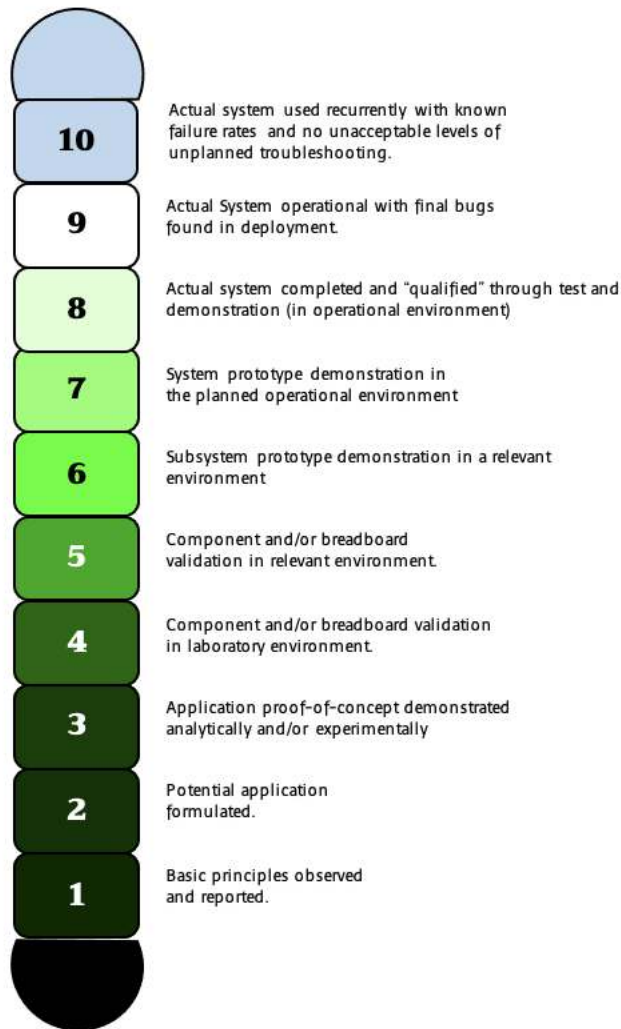 10
Actual system used recurrently with known
failure rates and no unacceptable levels of
unplanned troubleshooting.
9
Actual System operational with final bugs
found in deployment.
8
Actual system completed and “qualified” through test and
demonstration (in operational environment)
7
System prototype demonstration in
the planned operational environment
6
Subsystem prototype demonstration in a relevant
environment
5
Component and/or breadboard
validation in relevant environment.
4
Component and/or breadboard validation
in laboratory environment.
3
Application proof-of-concept demonstrated
analytically and/or experimentally
2
Potential application
formulated.
1
Basic principles observed
and reported.